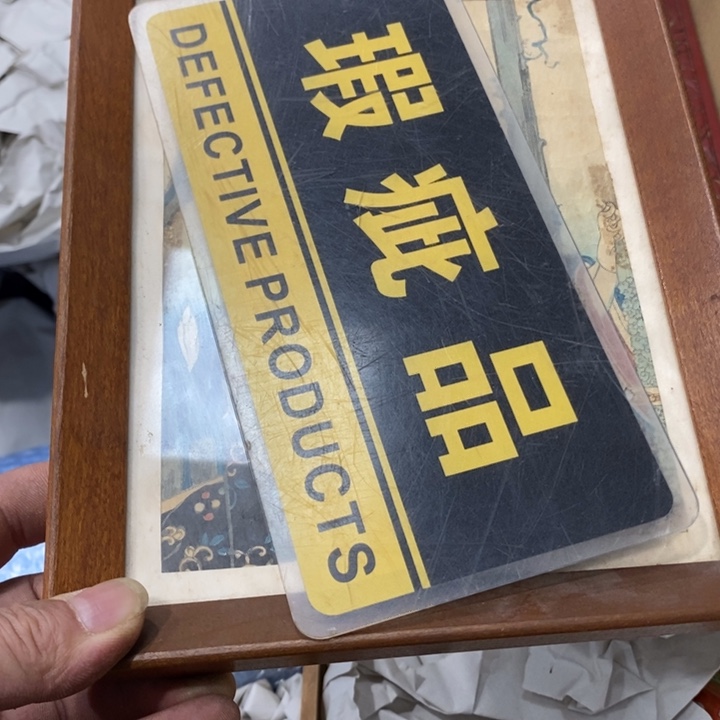 瑕疵品
DEFECTIVE PRODUCTS